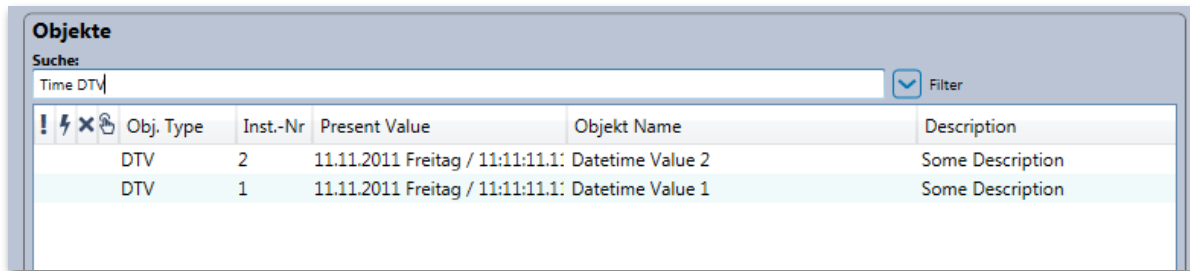 Objekte
Suche:
Time DTV
Filter
Obj. Type Inst.-Nr Present Value Objekt Name Description
DTV 2 11.11.2011 Freitag / 11:11:11.11 Datetime Value 2 Some Description
DTV 1 11.11.2011 Freitag / 11:11:11.11 Datetime Value 1 Some Description